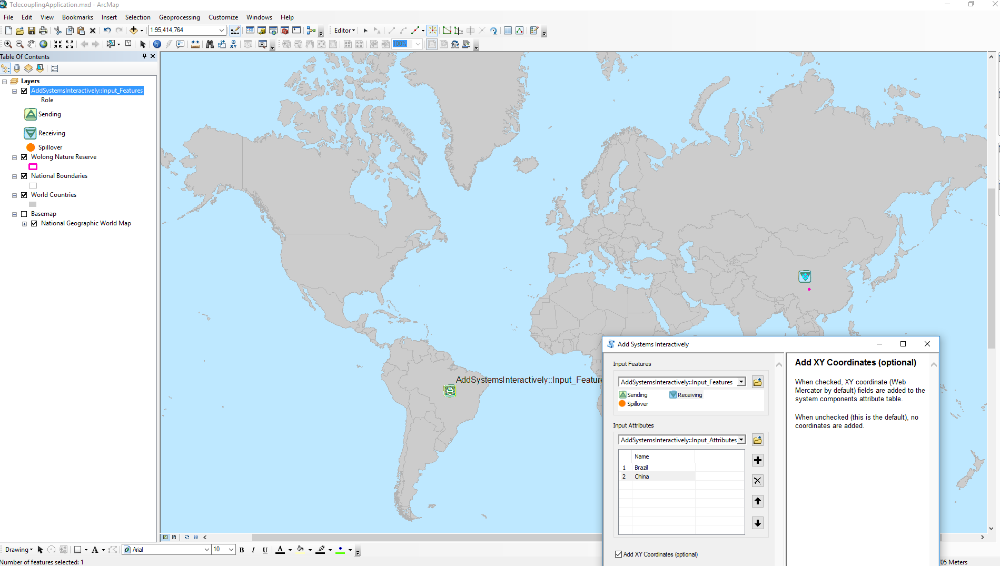 TelecouplingApplication.mxd - ArcMap
File Edit View Bookmarks Insert Selection Geoprocessing Customize Windows Help
1:95,414,764
Editor
100%
Table Of Contents
Layers
AddSystemsInteractively::Input_Features
Role
Sending
Receiving
Spillover
Wolong Nature Reserve
National Boundaries
World Countries
Basemap
National Geographic World Map
AddSystemsInteractively::Input_Feature
Add Systems Interactively
Input Features
AddSystemsInteractively::Input_Features
Sending Receiving
Spillover
Input Attributes
AddSystemsInteractively::Input_Attributes
Name
1 Brazil
2 China
Add XY Coordinates (optional)
Add XY Coordinates (optional)
When checked, XY coordinate (Web
Mercator by default) fields are added to the
system components attribute table.
When unchecked (this is the default), no
coordinates are added.
Drawing A Arial 10 B I U A
Number of features selected: 1
05 Meters